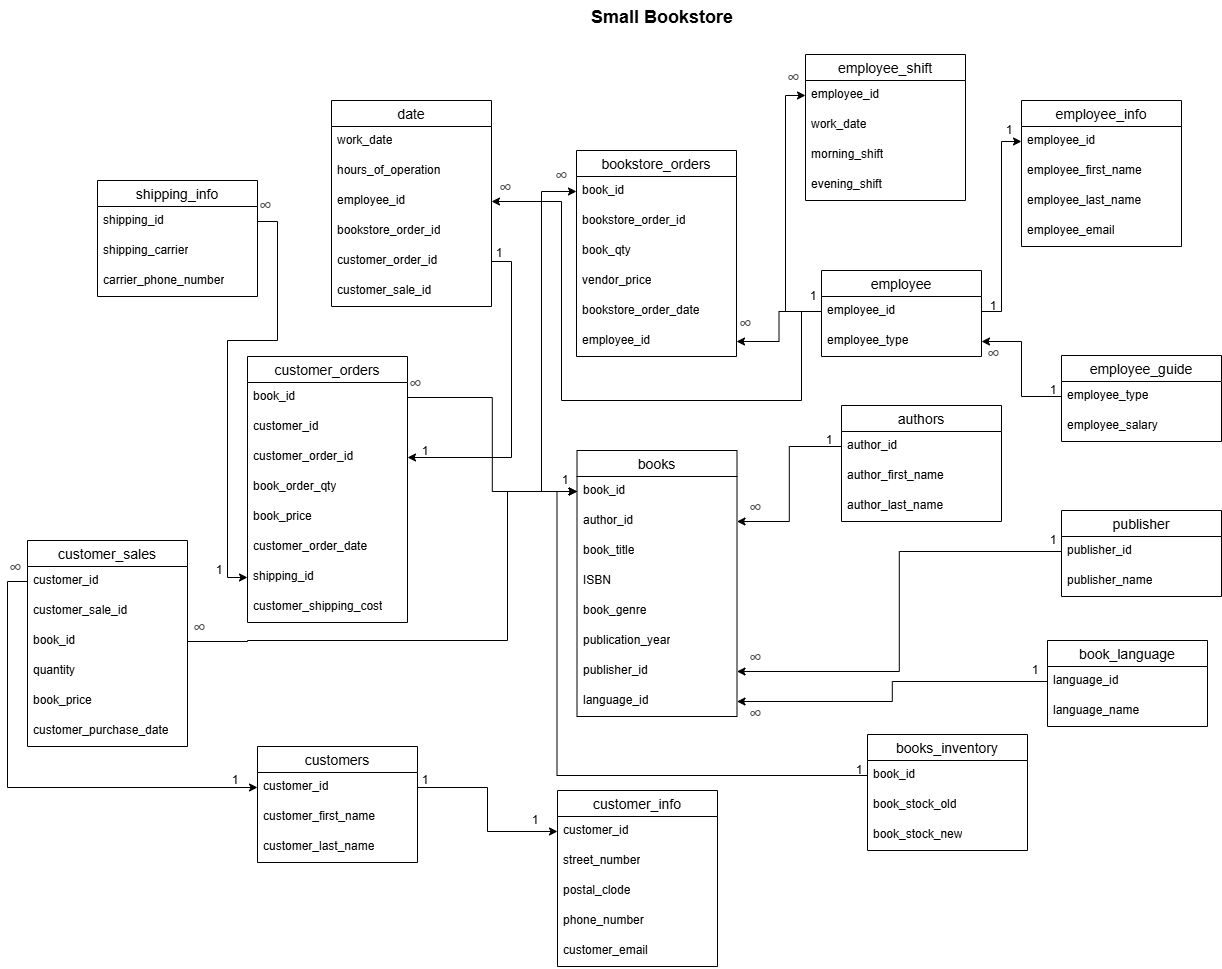 Small Bookstore
employee_shift
∞
employee_id
work_date
morning_shift
evening_shift
date
work_date
hours_of_operation
employee_id
bookstore_order_id
customer_order_id
customer_sale_id
∞
1
employee_info
1
employee_id
employee_first_name
employee_last_name
employee_email
bookstore_orders
∞
book_id
bookstore_order_id
book_qty
vendor_price
bookstore_order_date
employee_id
∞
shipping_info
∞
shipping_id
shipping_carrier
carrier_phone_number
employee
1
employee_id
1
employee_type
∞
employee_guide
1
employee_type
employee_salary
customer_orders
∞
book_id
customer_id
customer_order_id
1
book_order_qty
book_price
customer_order_date
1
shipping_id
customer_shipping_cost
authors
1
author_id
author_first_name
author_last_name
books
1
book_id
author_id
∞
book_title
ISBN
book_genre
publication_year
publisher_id
∞
language_id
∞
publisher
1
publisher_id
publisher_name
customer_sales
∞
customer_id
customer_sale_id
book_id
∞
quantity
book_price
customer_purchase_date
book_language
1
language_id
language_name
books_inventory
1
book_id
book_stock_old
book_stock_new
customers
1
customer_id
1
customer_first_name
customer_last_name
customer_info
1
customer_id
street_number
postal_clode
phone_number
customer_email